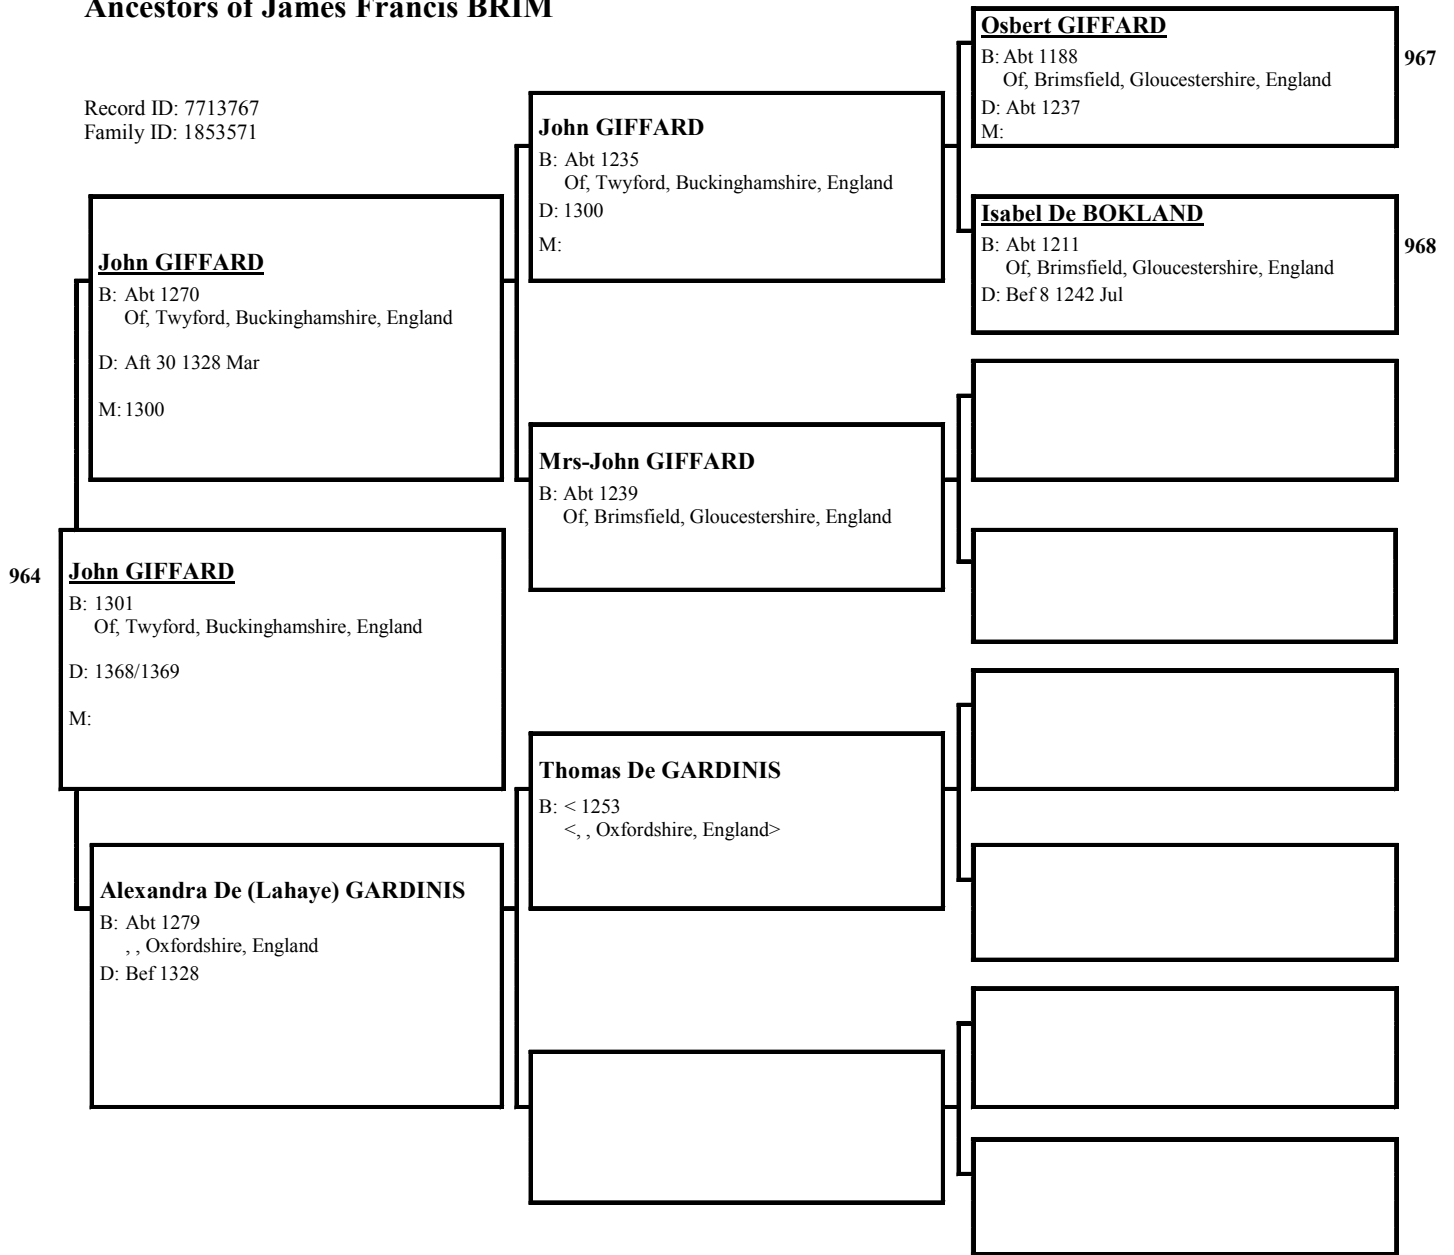 Ancestors of James Francis BRIM
Record ID: 7713767
Family ID: 1853571
Osbert GIFFARD
B: Abt 1188
Of, Brimsfield, Gloucestershire, England
D: Abt 1237
M:
967
John GIFFARD
B: Abt 1235
Of, Twyford, Buckinghamshire, England
D: 1300
M:
Isabel De BOKLAND
B: Abt 1211
Of, Brimsfield, Gloucestershire, England
D: Bef 8 1242 Jul
968
John GIFFARD
B: Abt 1270
Of, Twyford, Buckinghamshire, England
D: Aft 30 1328 Mar
M: 1300
Mrs-John GIFFARD
B: Abt 1239
Of, Brimsfield, Gloucestershire, England
964
John GIFFARD
B: 1301
Of, Twyford, Buckinghamshire, England
D: 1368/1369
M:
Thomas De GARDINIS
B: < 1253
<, , Oxfordshire, England>
Alexandra De (Lahaye) GARDINIS
B: Abt 1279
, , Oxfordshire, England
D: Bef 1328